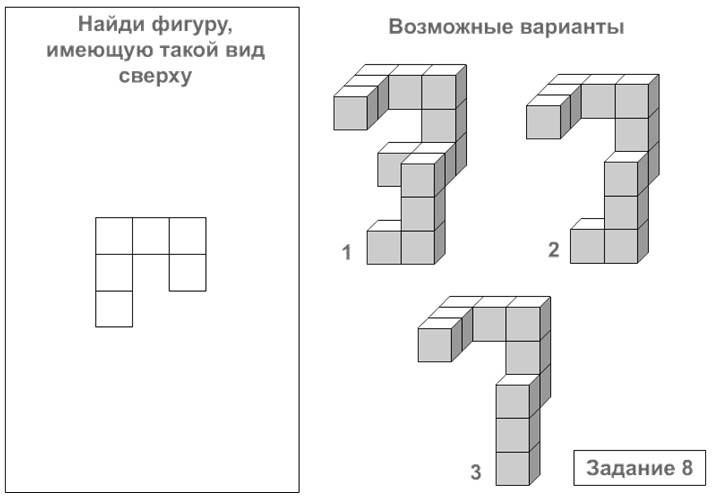 Найди фигуру,
имеющую такой вид
сверху
Возможные варианты
1
2
3
Задание 8